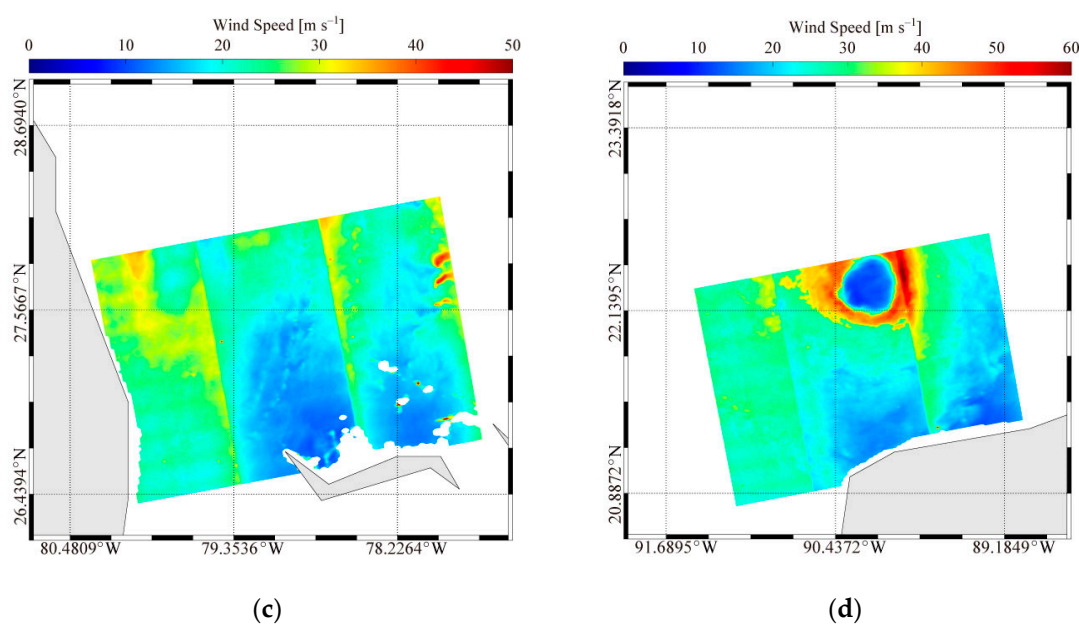 Wind Speed [m s⁻¹]
0 10 20 30 40 50
28.6940°N
27.5667°N
26.4394°N
80.4809°W 79.3536°W 78.2264°W
(c)
Wind Speed [m s⁻¹]
0 10 20 30 40 50 60
23.3918°N
22.1395°N
20.8872°N
91.6895°W 90.4372°W 89.1849°W
(d)